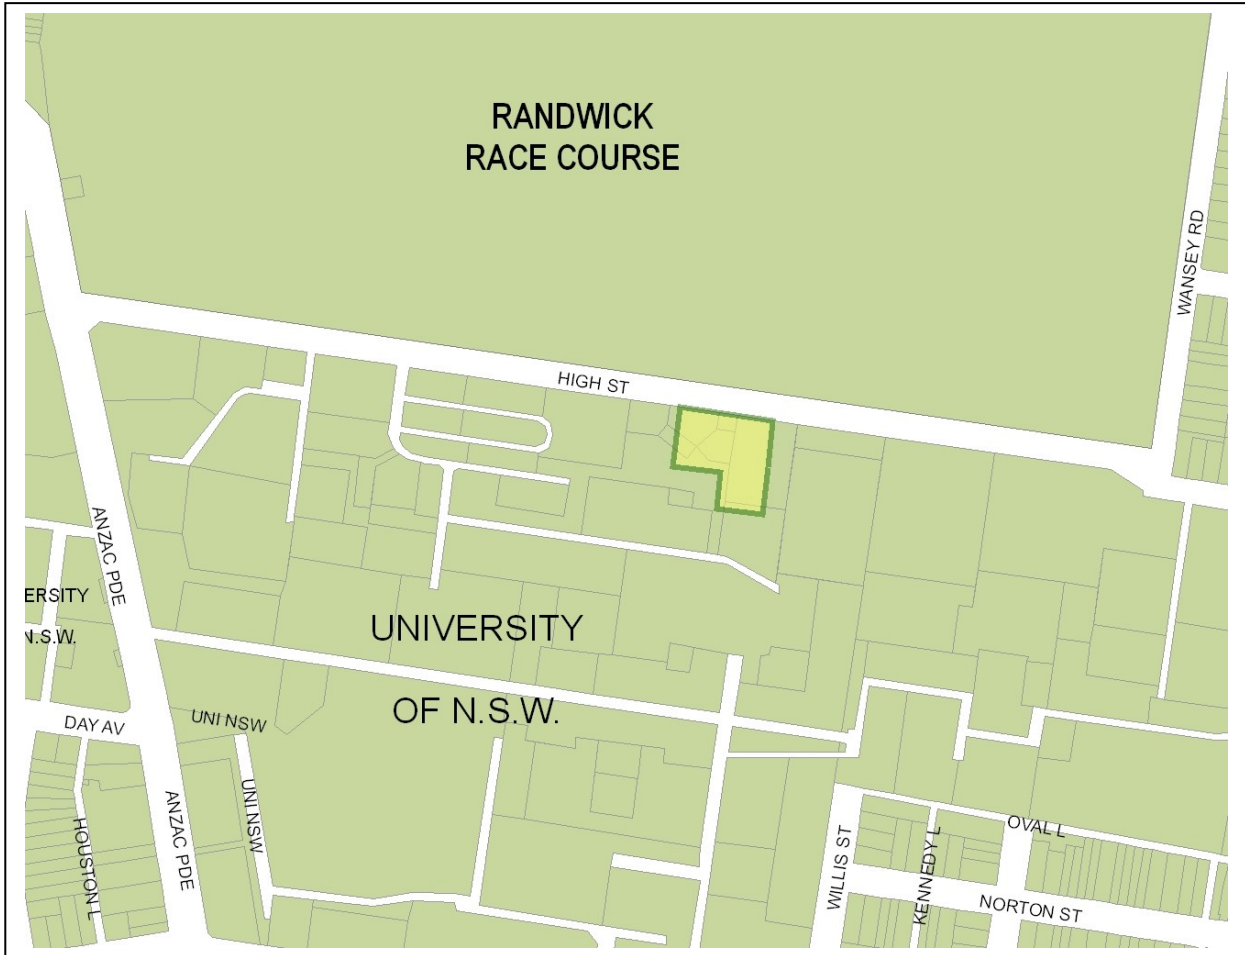 RANDWICK
RACE COURSE
WANSEY RD
HIGH ST
ANZAC PDE
ERSITY
N.S.W.
UNIVERSITY
OF N.S.W.
DAY AV
UNI NSW
UNI NSW
HOUSTON L
ANZAC PDE
WILLIS ST
KENNEDY L
OVAL L
NORTON ST